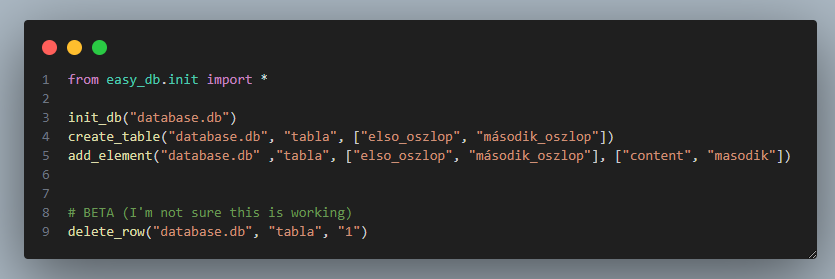 1 from easy_db.init import *
2
3 init_db("database.db")
4 create_table("database.db", "tabla", ["elso_oszlop", "második_oszlop"])
5 add_element("database.db" ,"tabla", ["elso_oszlop", "második_oszlop"], ["content", "masodik"])
6
7
8 # BETA (I'm not sure this is working)
9 delete_row("database.db", "tabla", "1")